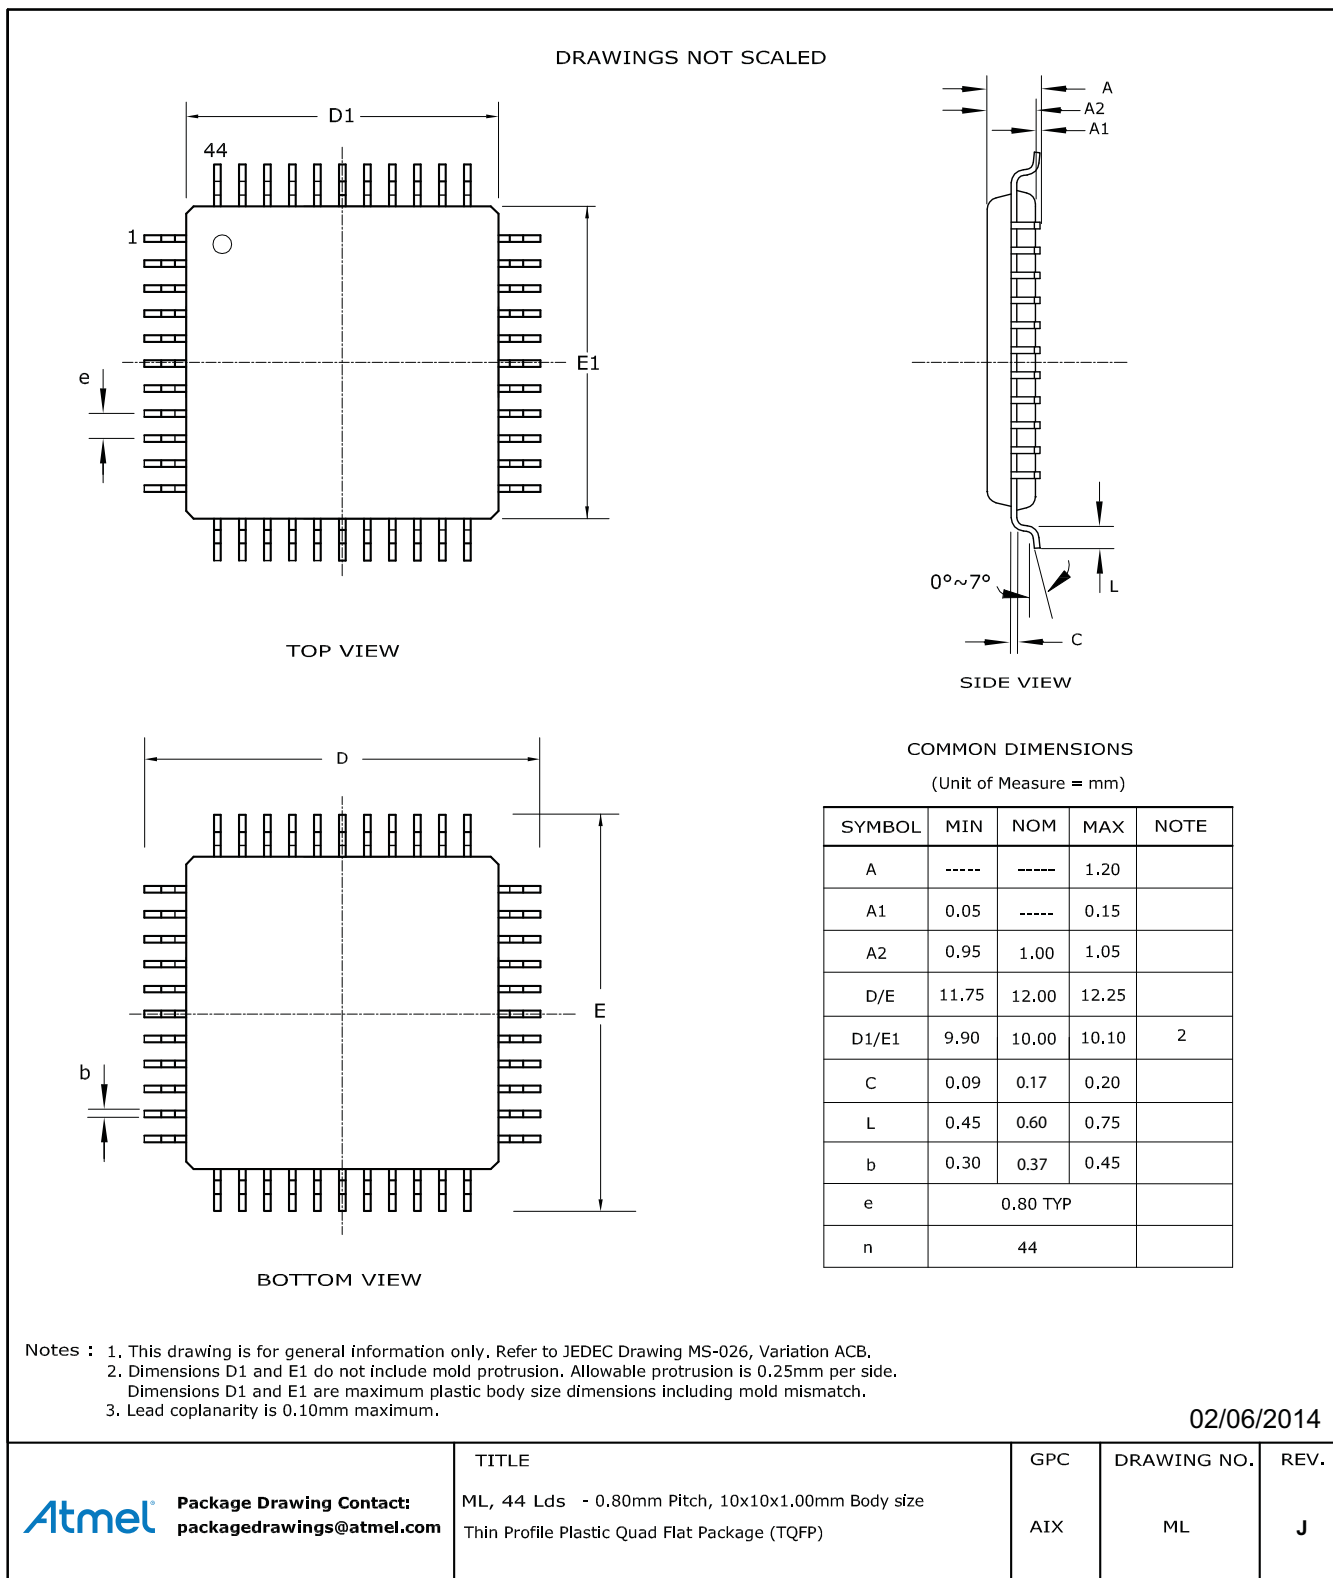 DRAWINGS NOT SCALED
D1
44
1
e
E1
TOP VIEW
A
A2
A1
0°~7°
L
C
SIDE VIEW
D
E
b
BOTTOM VIEW
COMMON DIMENSIONS
(Unit of Measure = mm)
SYMBOL MIN NOM MAX NOTE
A ----- ----- 1.20
A1 0.05 ----- 0.15
A2 0.95 1.00 1.05
D/E 11.75 12.00 12.25
D1/E1 9.90 10.00 10.10 2
C 0.09 0.17 0.20
L 0.45 0.60 0.75
b 0.30 0.37 0.45
e 0.80 TYP
n 44
Notes : 1. This drawing is for general information only. Refer to JEDEC Drawing MS-026, Variation ACB.
2. Dimensions D1 and E1 do not include mold protrusion. Allowable protrusion is 0.25mm per side.
Dimensions D1 and E1 are maximum plastic body size dimensions including mold mismatch.
3. Lead coplanarity is 0.10mm maximum.
02/06/2014
Atmel
Package Drawing Contact:
packagedrawings@atmel.com
TITLE
ML, 44 Lds - 0.80mm Pitch, 10x10x1.00mm Body size
Thin Profile Plastic Quad Flat Package (TQFP)
GPC
AIX
DRAWING NO.
ML
REV.
J